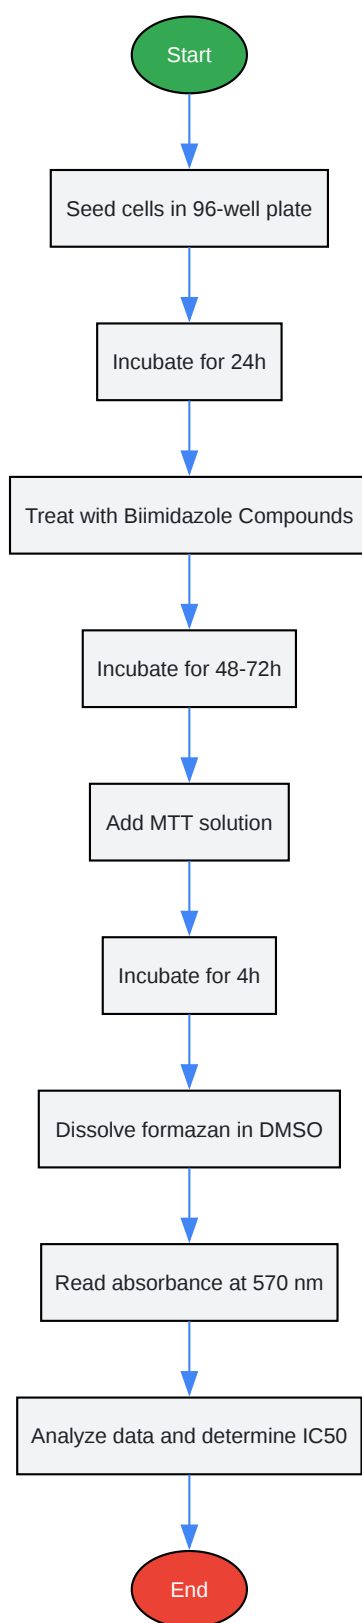 Start
Seed cells in 96-well plate
Incubate for 24h
Treat with Biimidazole Compounds
Incubate for 48-72h
Add MTT solution
Incubate for 4h
Dissolve formazan in DMSO
Read absorbance at 570 nm
Analyze data and determine IC50
End